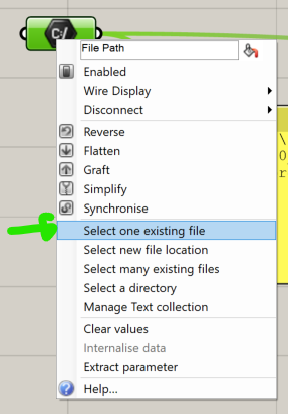 C:/
File Path
Enabled
Wire Display
Disconnect
Reverse
Flatten
Graft
Simplify
Synchronise
Select one existing file
Select new file location
Select many existing files
Select a directory
Manage Text collection
Clear values
Internalise data
Extract parameter
Help...
\
0
r